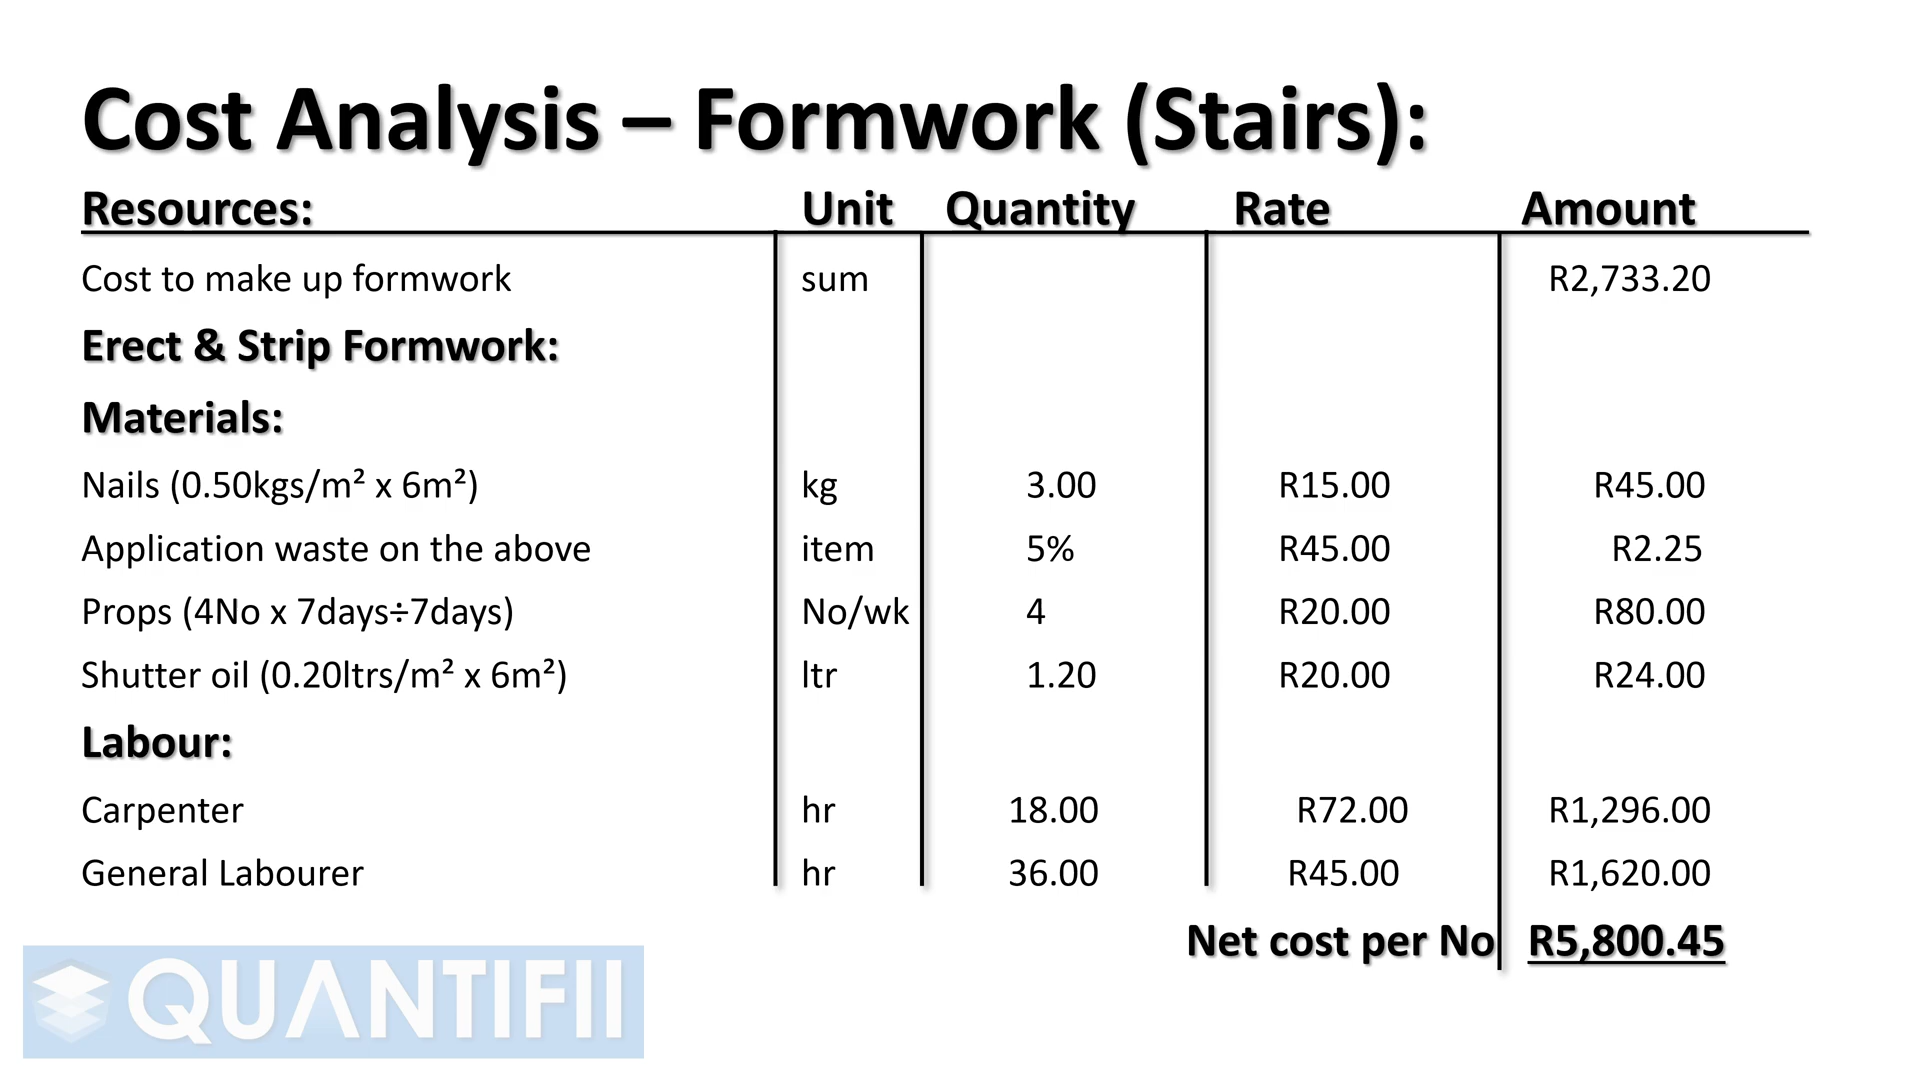 Cost Analysis – Formwork (Stairs):
Resources: Unit Quantity Rate Amount
Cost to make up formwork sum R2,733.20
Erect & Strip Formwork:
Materials:
Nails (0.50kgs/m² x 6m²) kg 3.00 R15.00 R45.00
Application waste on the above item 5% R45.00 R2.25
Props (4No x 7days÷7days) No/wk 4 R20.00 R80.00
Shutter oil (0.20ltrs/m² x 6m²) ltr 1.20 R20.00 R24.00
Labour:
Carpenter hr 18.00 R72.00 R1,296.00
General Labourer hr 36.00 R45.00 R1,620.00
Net cost per No R5,800.45
QUANTIFII